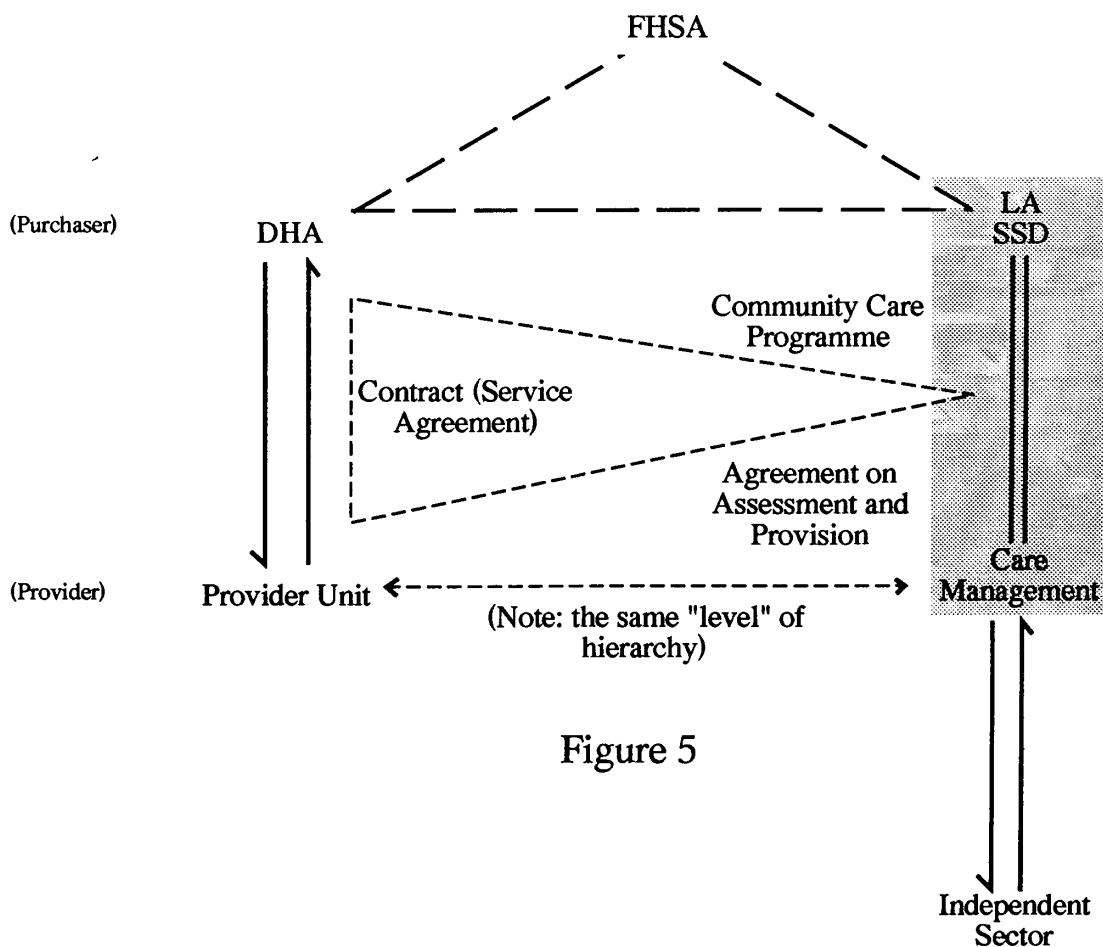 FHSA
(Purchaser)
DHA
LA
SSD
Community Care
Programme
Contract (Service
Agreement)
Agreement on
Assessment and
Provision
(Provider)
Provider Unit
Care
Management
(Note: the same "level" of
hierarchy)
Figure 5
Independent
Sector